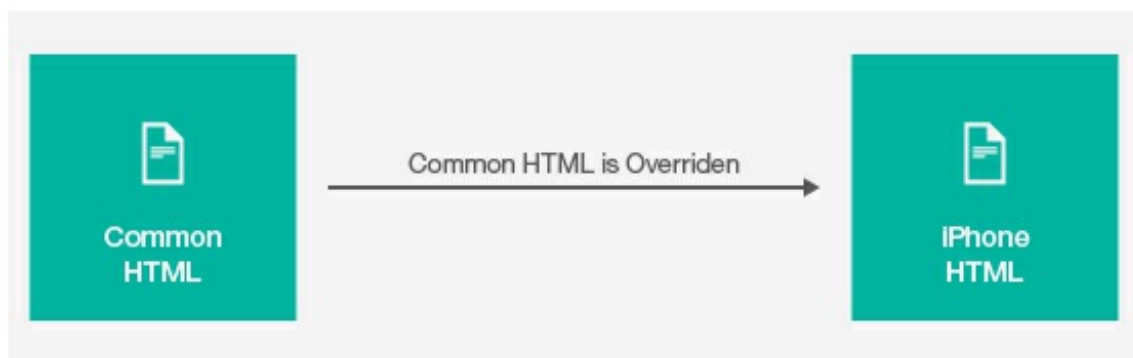 Common HTML is Overriden
Common
HTML
iPhone
HTML